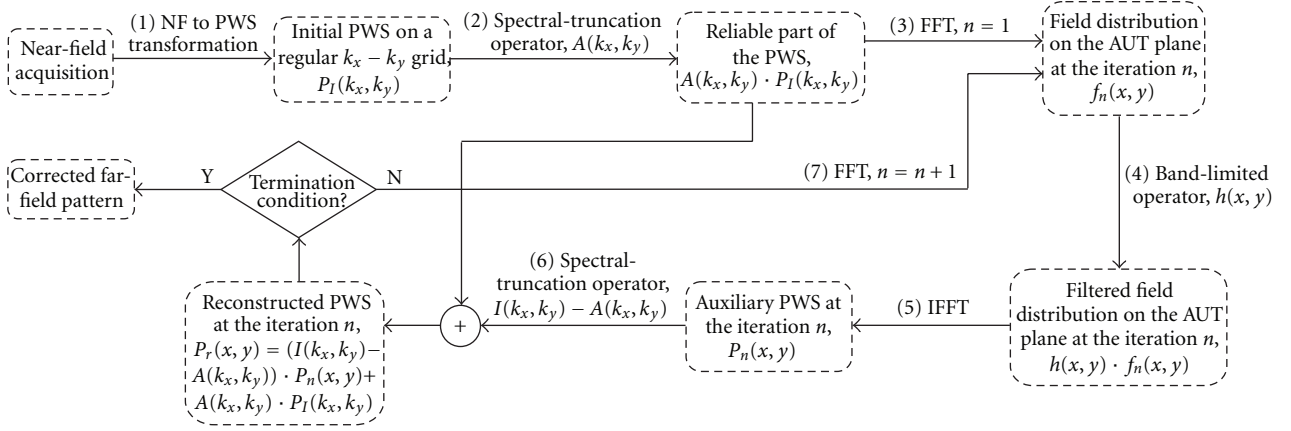 Near-field
acquisition
(1) NF to PWS
transformation
Initial PWS on a
regular kx − ky grid,
PI(kx, ky)
(2) Spectral-truncation
operator, A(kx, ky)
Reliable part of
the PWS,
A(kx, ky) · PI(kx, ky)
(3) FFT, n = 1
Field distribution
on the AUT plane
at the iteration n,
fn(x, y)
(4) Band-limited
operator, h(x, y)
Filtered field
distribution on the AUT
plane at the iteration n,
h(x, y) · fn(x, y)
(5) IFFT
Auxiliary PWS at
the iteration n,
Pn(x, y)
(6) Spectral-
truncation operator,
I(kx, ky) − A(kx, ky)
+
Reconstructed PWS
at the iteration n,
Pr(x, y) = (I(kx, ky)−
A(kx, ky)) · Pn(x, y)+
A(kx, ky) · PI(kx, ky)
Termination
condition?
N
(7) FFT, n = n + 1
Y
Corrected far-
field pattern